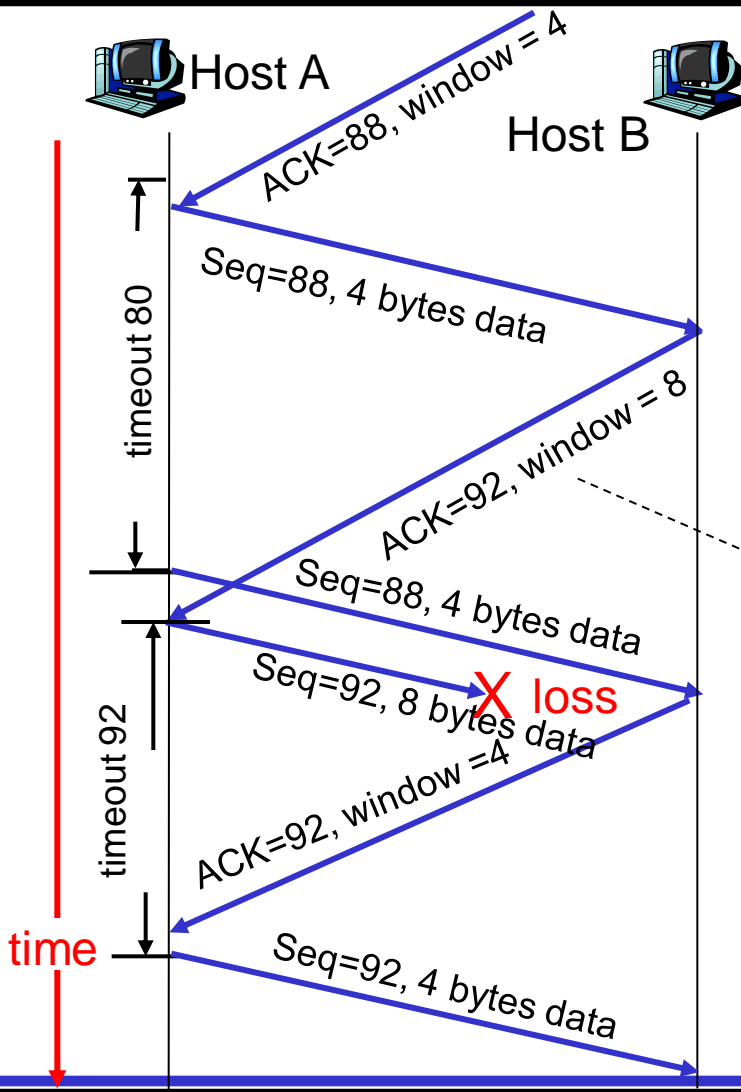 Host A
ACK=88, window = 4
Host B
Seq=88, 4 bytes data
timeout 80
ACK=92, window = 8
Seq=88, 4 bytes data
Seq=92, 8 bytes data
X loss
timeout 92
ACK=92, window =4
time
Seq=92, 4 bytes data